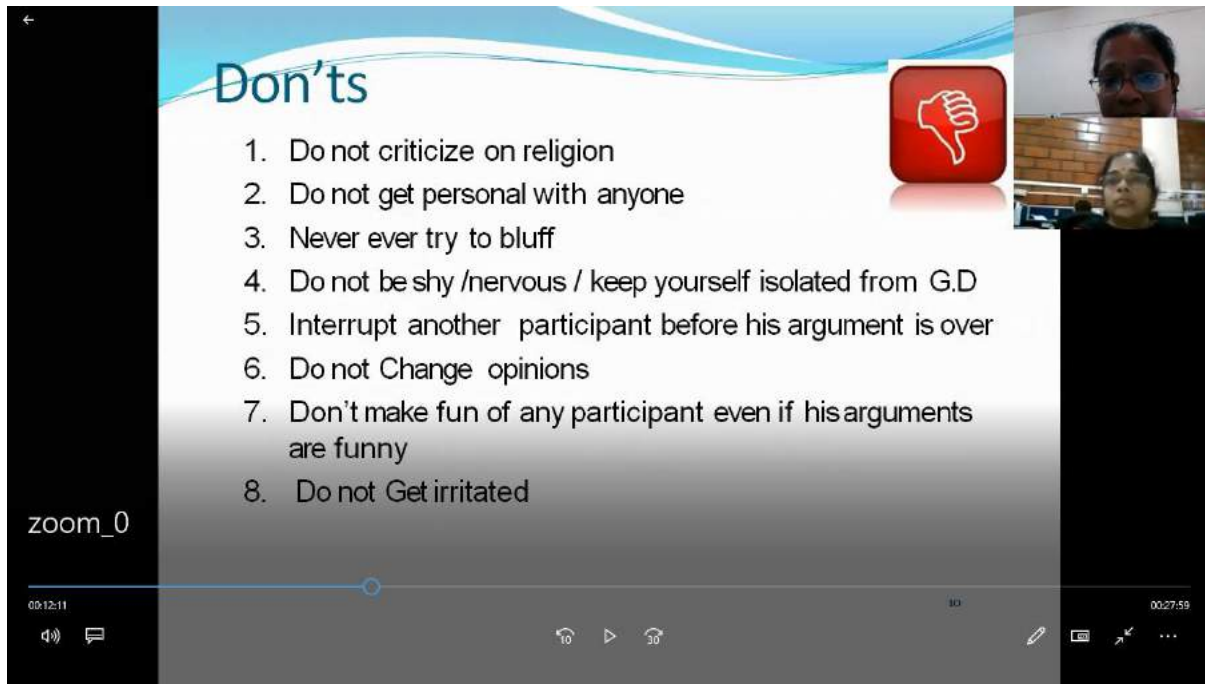 Don'ts
1. Do not criticize on religion
2. Do not get personal with anyone
3. Never ever try to bluff
4. Do not be shy /nervous / keep yourself isolated from G.D
5. Interrupt another participant before his argument is over
6. Do not Change opinions
7. Don't make fun of any participant even if his arguments
are funny
8. Do not Get irritated
zoom_0
00:12:11
10
00:27:59
10
30